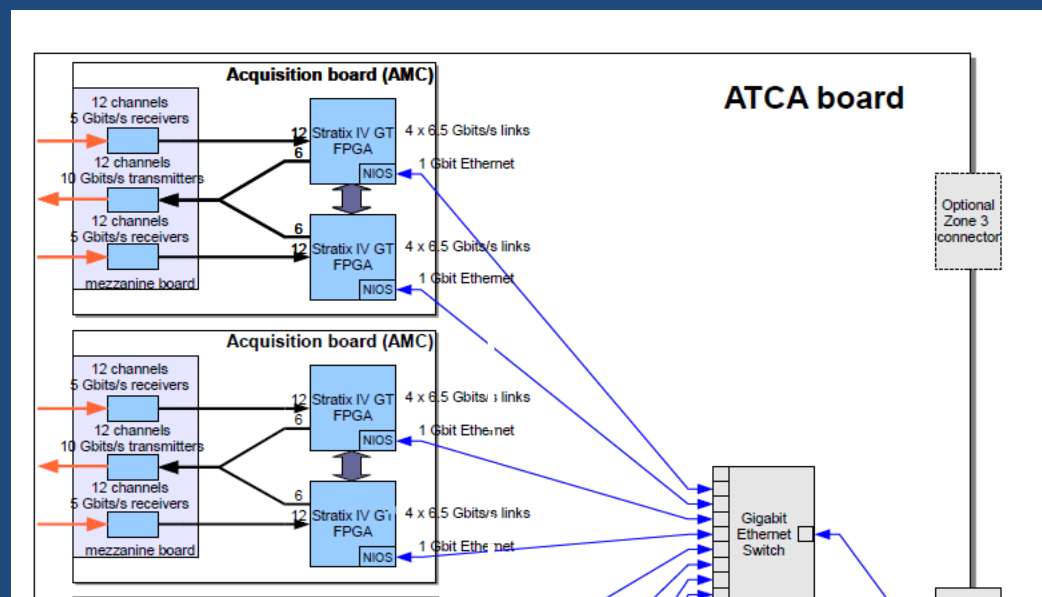 Acquisition board (AMC)
ATCA board
12 channels
5 Gbits/s receivers
12
Stratix IV GT
FPGA
NIOS
4 x 6.5 Gbits/s links
6
1 Gbit Ethernet
12 channels
10 Gbits/s transmitters
12 channels
5 Gbits/s receivers
6
12
Stratix IV GT
FPGA
NIOS
4 x 6.5 Gbits/s links
1 Gbit Ethernet
mezzanine board
Optional
Zone 3
connector
Acquisition board (AMC)
12 channels
5 Gbits/s receivers
12
Stratix IV GT
FPGA
NIOS
4 x 6.5 Gbits/s links
6
1 Gbit Ethernet
12 channels
10 Gbits/s transmitters
12 channels
5 Gbits/s receivers
6
12
Stratix IV GT
FPGA
NIOS
4 x 6.5 Gbits/s links
1 Gbit Ethernet
mezzanine board
Gigabit
Ethernet
Switch